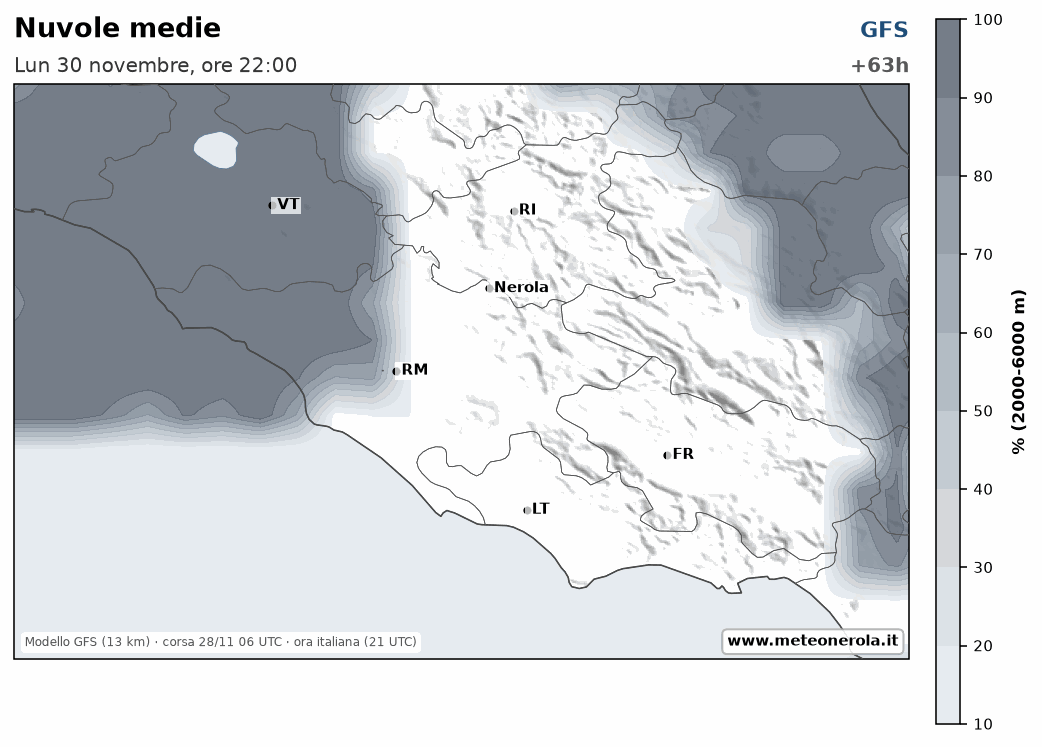 Nuvole medie
GFS
Lun 30 novembre, ore 22:00
+63h
VT
RI
Nerola
RM
FR
LT
Modello GFS (13 km) · corsa 28/11 06 UTC · ora italiana (21 UTC)
www.meteonerola.it
100
90
80
70
60
50
40
30
20
10
% (2000-6000 m)